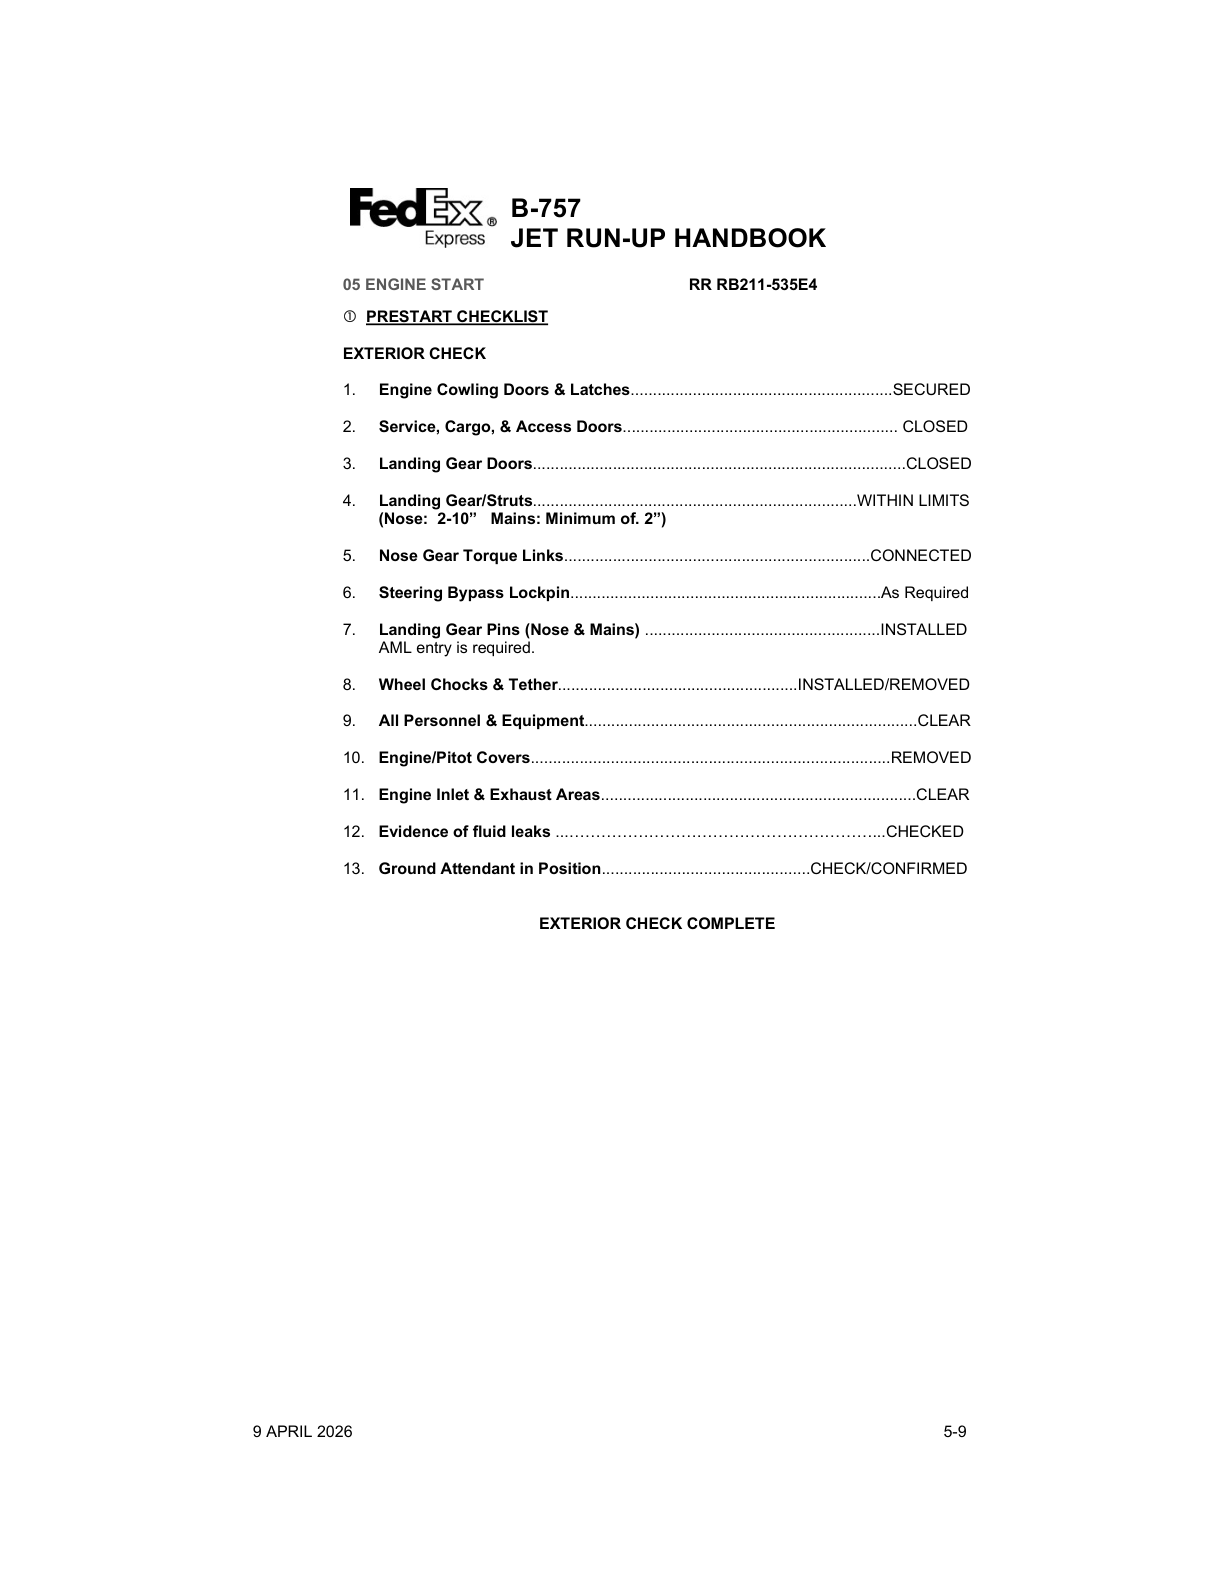 FedEx® B-757
Express JET RUN-UP HANDBOOK
05 ENGINE START RR RB211-535E4
① PRESTART CHECKLIST
EXTERIOR CHECK
1. Engine Cowling Doors & Latches...........................................................SECURED
2. Service, Cargo, & Access Doors.............................................................. CLOSED
3. Landing Gear Doors....................................................................................CLOSED
4. Landing Gear/Struts.........................................................................WITHIN LIMITS
(Nose: 2-10” Mains: Minimum of. 2”)
5. Nose Gear Torque Links.....................................................................CONNECTED
6. Steering Bypass Lockpin......................................................................As Required
7. Landing Gear Pins (Nose & Mains) .....................................................INSTALLED
AML entry is required.
8. Wheel Chocks & Tether......................................................INSTALLED/REMOVED
9. All Personnel & Equipment...........................................................................CLEAR
10. Engine/Pitot Covers.................................................................................REMOVED
11. Engine Inlet & Exhaust Areas.......................................................................CLEAR
12. Evidence of fluid leaks ...………………………………………………...CHECKED
13. Ground Attendant in Position...............................................CHECK/CONFIRMED
EXTERIOR CHECK COMPLETE
9 APRIL 2026 5-9